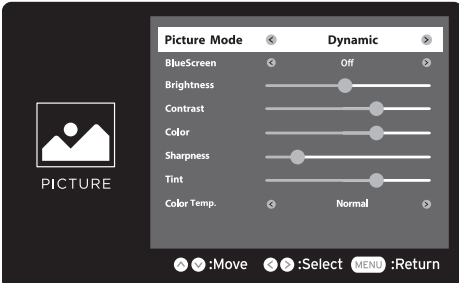 Picture Mode Dynamic
BlueScreen Off
Brightness
Contrast
Color
Sharpness
Tint
Color Temp. Normal
PICTURE
:Move :Select MENU :Return